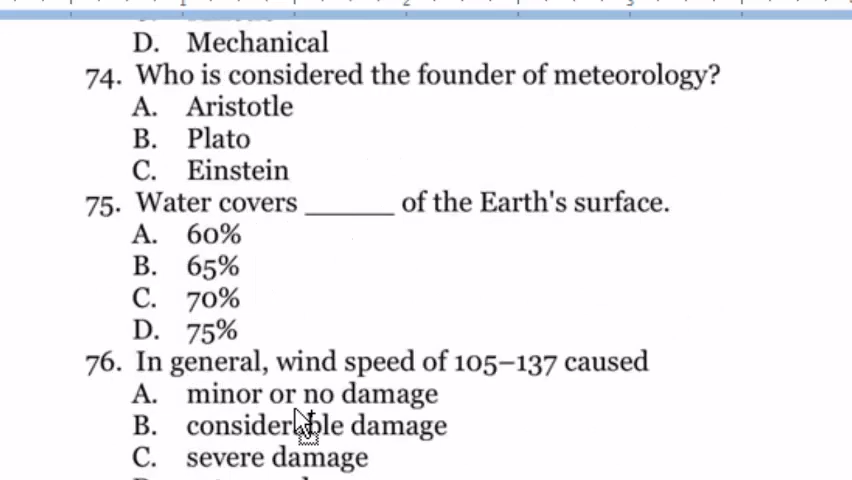 D. Mechanical
74. Who is considered the founder of meteorology?
A. Aristotle
B. Plato
C. Einstein
75. Water covers ______ of the Earth's surface.
A. 60%
B. 65%
C. 70%
D. 75%
76. In general, wind speed of 105–137 caused
A. minor or no damage
B. considerable damage
C. severe damage